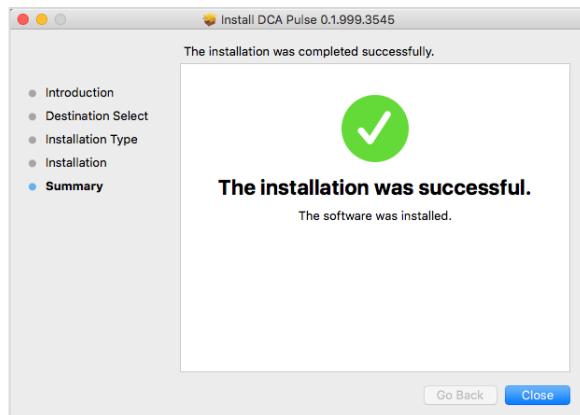 Install DCA Pulse 0.1.999.3545
The installation was completed successfully.
Introduction
Destination Select
Installation Type
Installation
Summary
The installation was successful.
The software was installed.
Go Back
Close